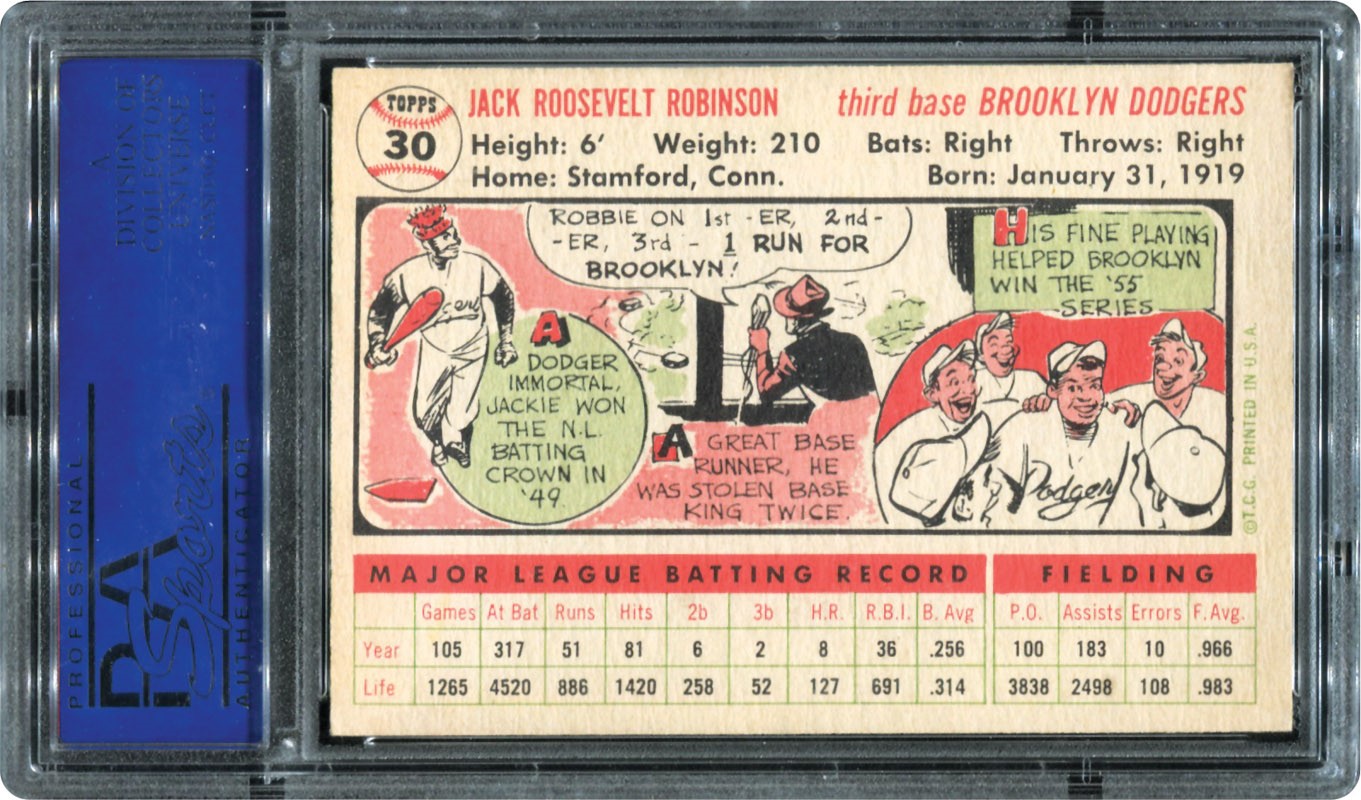 A
DIVISION OF
COLLECTORS
UNIVERSE
NASDAQ: CLCT
PROFESSIONAL
PSA
Sports
AUTHENTICATOR
TOPPS
30
JACK ROOSEVELT ROBINSON third base BROOKLYN DODGERS
Height: 6' Weight: 210 Bats: Right Throws: Right
Home: Stamford, Conn. Born: January 31, 1919
A
DODGER
IMMORTAL,
JACKIE WON
THE N.L.
BATTING
CROWN IN
'49.
ROBBIE ON 1st -ER, 2nd -
-ER, 3rd - 1 RUN FOR
BROOKLYN!
A GREAT BASE
RUNNER, HE
WAS STOLEN BASE
KING TWICE.
HIS FINE PLAYING
HELPED BROOKLYN
WIN THE '55
SERIES
Dodgers
©T.C.G. PRINTED IN U.S.A.
MAJOR LEAGUE BATTING RECORD FIELDING
Games At Bat Runs Hits 2b 3b H.R. R.B.I. B. Avg P.O. Assists Errors F. Avg.
Year 105 317 51 81 6 2 8 36 .256 100 183 10 .966
Life 1265 4520 886 1420 258 52 127 691 .314 3838 2498 108 .983